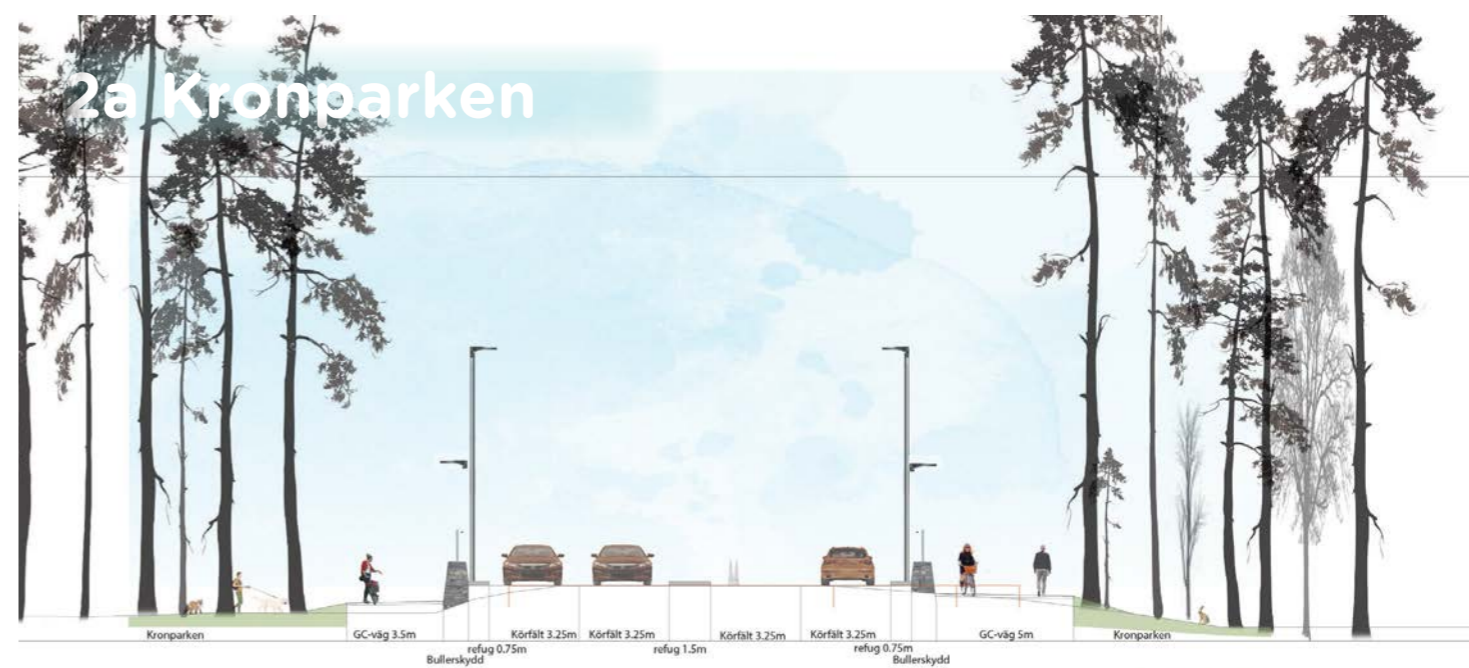 2a Kronparken
Kronparken
GC-väg 3.5m
Bullerskydd
refug 0.75m
Körfält 3.25m
Körfält 3.25m
refug 1.5m
Körfält 3.25m
Körfält 3.25m
refug 0.75m
Bullerskydd
GC-väg 5m
Kronparken